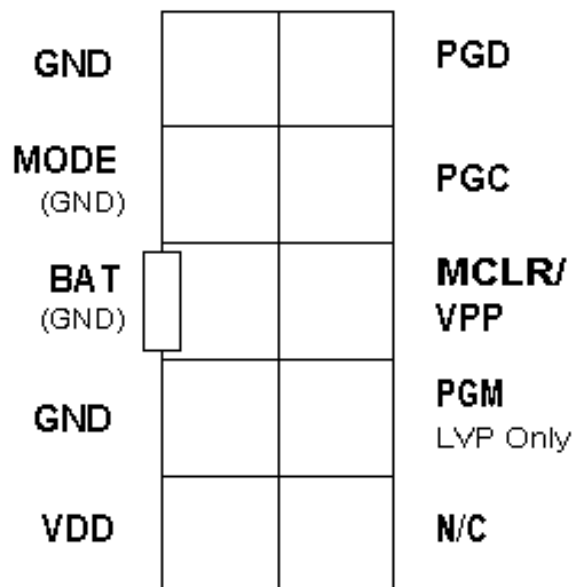 GND PGD
MODE
(GND)
PGC
BAT
(GND)
MCLR/
VPP
GND
PGM
LVP Only
VDD N/C